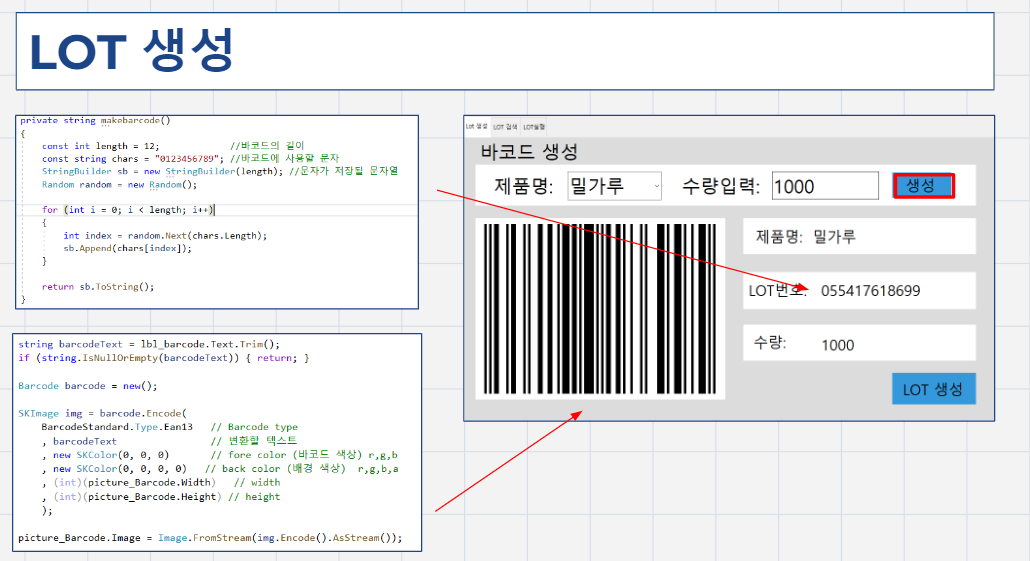 LOT 생성
private string makebarcode()
{
const int length = 12; //바코드의 길이
const string chars = "0123456789"; //바코드에 사용할 문자
StringBuilder sb = new StringBuilder(length); //문자가 저장될 문자열
Random random = new Random();
for (int i = 0; i < length; i++)
{
int index = random.Next(chars.Length);
sb.Append(chars[index]);
}
return sb.ToString();
}
string barcodeText = lbl_barcode.Text.Trim();
if (string.IsNullOrEmpty(barcodeText)) { return; }
Barcode barcode = new();
SKImage img = barcode.Encode(
BarcodeStandard.Type.Ean13 // Barcode type
, barcodeText // 변환할 텍스트
, new SKColor(0, 0, 0) // fore color (바코드 색상) r,g,b
, new SKColor(0, 0, 0, 0) // back color (배경 색상) r,g,b,a
, (int)(picture_Barcode.Width) // width
, (int)(picture_Barcode.Height) // height
);
picture_Barcode.Image = Image.FromStream(img.Encode().AsStream());
Lot 생성 LOT 검색 LOT실행
바코드 생성
제품명: 밀가루 수량입력: 1000 생성
제품명: 밀가루
LOT번호: 055417618699
수량: 1000
LOT 생성